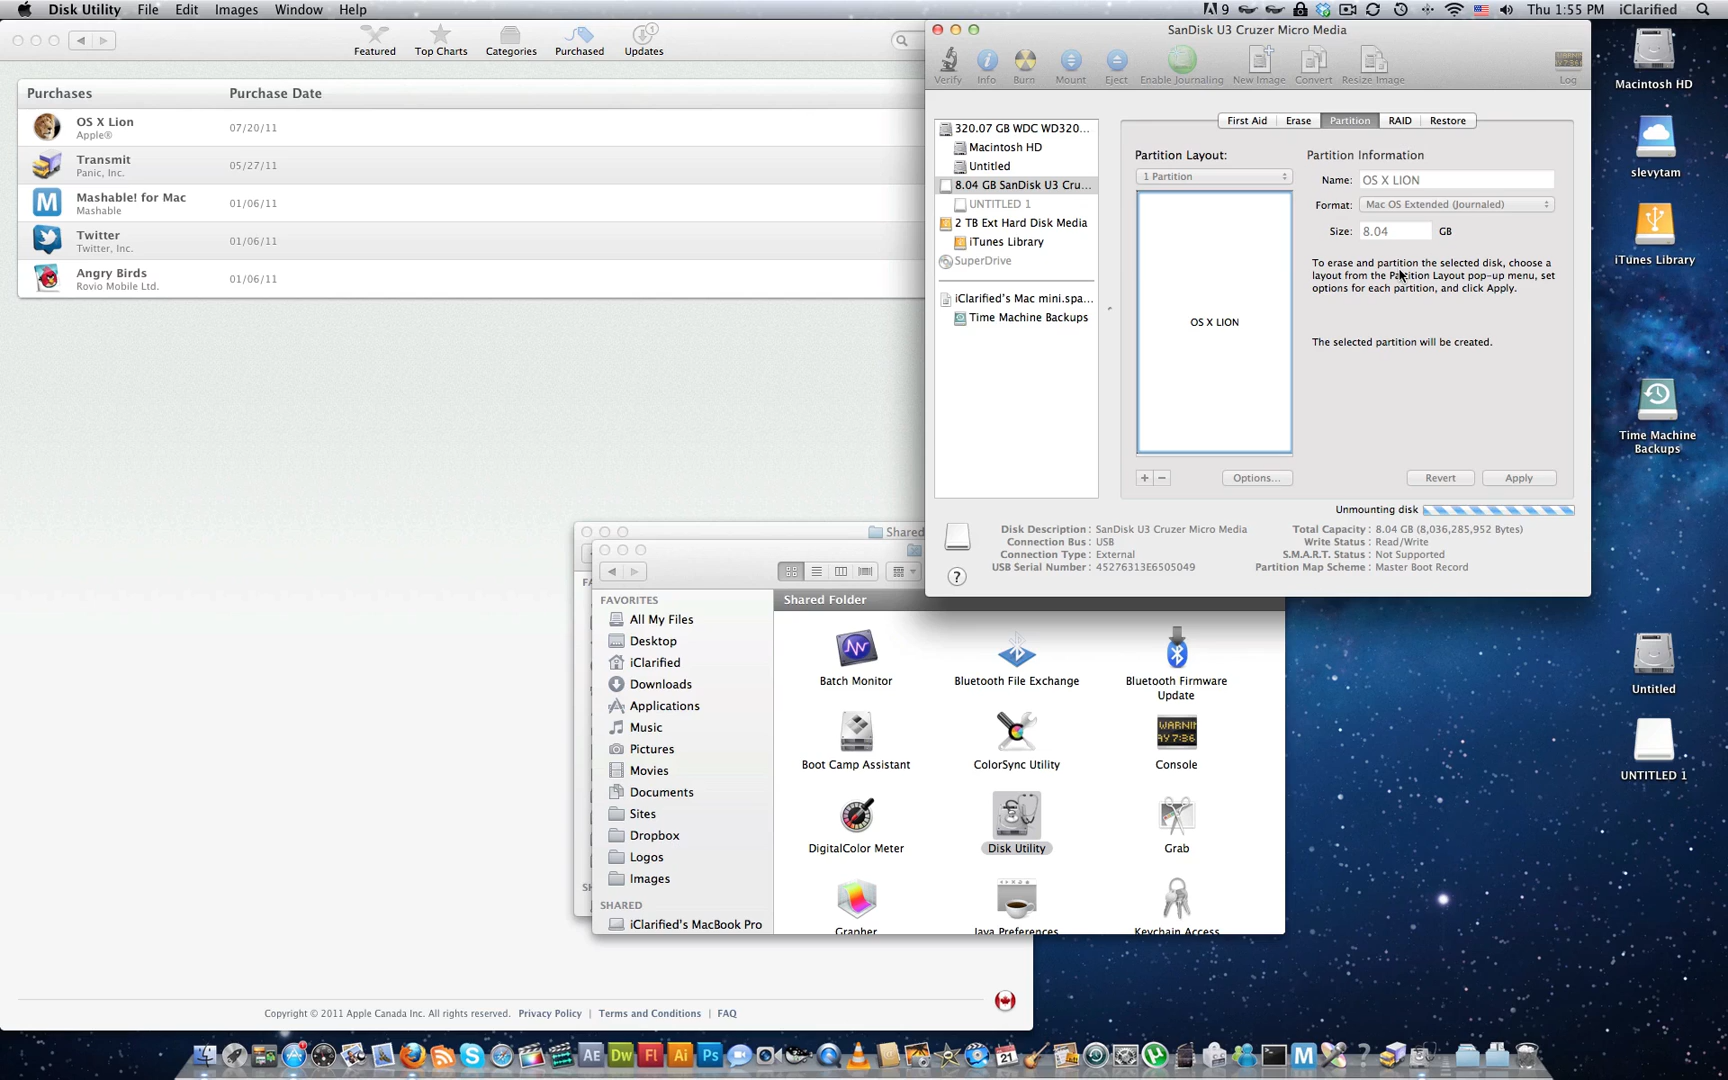 Disk Utility File Edit Images Window Help
9 Thu 1:55 PM iClarified
Featured Top Charts Categories Purchased Updates
1
Purchases Purchase Date
OS X Lion
Apple®
07/20/11
Transmit
Panic, Inc.
05/27/11
Mashable! for Mac
Mashable
01/06/11
Twitter
Twitter, Inc.
01/06/11
Angry Birds
Rovio Mobile Ltd.
01/06/11
SanDisk U3 Cruzer Micro Media
Verify Info Burn Mount Eject Enable Journaling New Image Convert Resize Image Log
320.07 GB WDC WD320...
Macintosh HD
Untitled
8.04 GB SanDisk U3 Cru...
UNTITLED 1
2 TB Ext Hard Disk Media
iTunes Library
SuperDrive
iClarified's Mac mini.spa...
Time Machine Backups
First Aid Erase Partition RAID Restore
Partition Layout:
1 Partition
OS X LION
+ − Options...
Partition Information
Name: OS X LION
Format: Mac OS Extended (Journaled)
Size: 8.04 GB
To erase and partition the selected disk, choose a
layout from the Partition Layout pop-up menu, set
options for each partition, and click Apply.
The selected partition will be created.
Revert Apply
Unmounting disk
Disk Description : SanDisk U3 Cruzer Micro Media
Connection Bus : USB
Connection Type : External
USB Serial Number : 45276313E6505049
Total Capacity : 8.04 GB (8,036,285,952 Bytes)
Write Status : Read/Write
S.M.A.R.T. Status : Not Supported
Partition Map Scheme : Master Boot Record
?
Macintosh HD
slevytam
iTunes Library
Time Machine
Backups
Untitled
UNTITLED 1
Shared
FAVORITES
All My Files
Desktop
iClarified
Downloads
Applications
Music
Pictures
Movies
Documents
Sites
Dropbox
Logos
Images
SHARED
iClarified's MacBook Pro
Shared Folder
Batch Monitor
Bluetooth File Exchange
Bluetooth Firmware
Update
Boot Camp Assistant
ColorSync Utility
Console
DigitalColor Meter
Disk Utility
Grab
Grapher
Java Preferences
Keychain Access
Copyright © 2011 Apple Canada Inc. All rights reserved. Privacy Policy | Terms and Conditions | FAQ
Ae Dw Fl Ai Ps 21 M